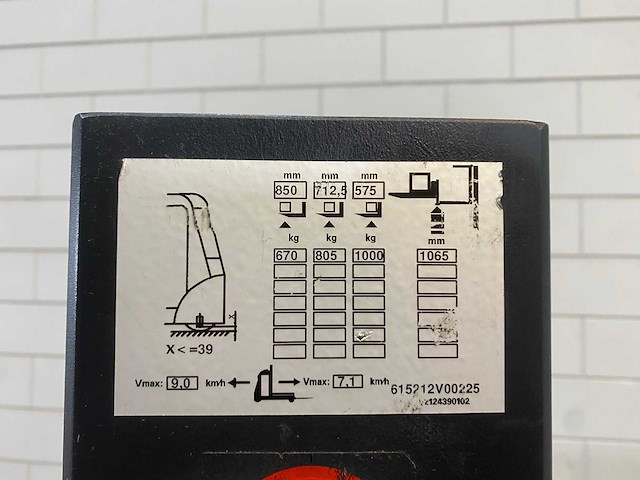 mm mm mm
850 712,5 575
kg kg kg mm
670 805 1000 1065
X
X < =39
Vmax: 9,0 km/h Vmax: 7,1 km/h
615212V00225